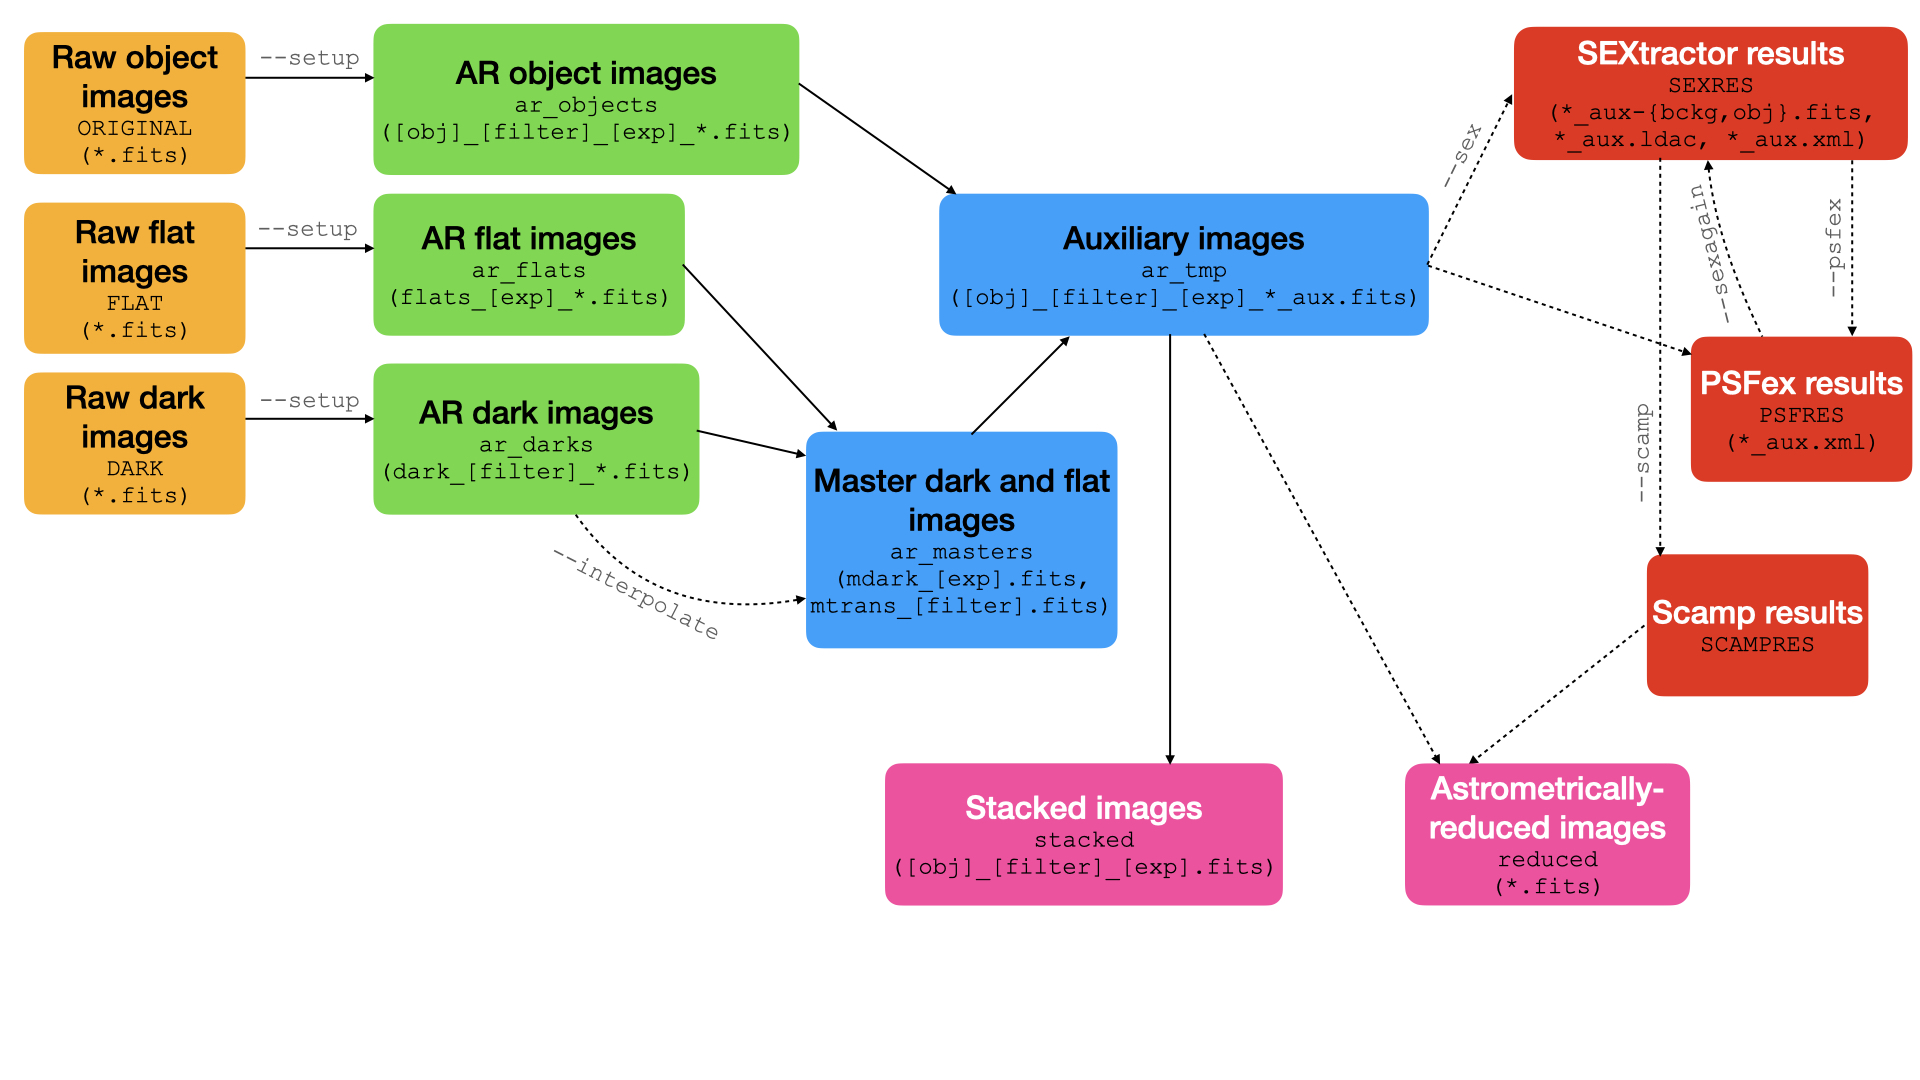 Raw object
images
ORIGINAL
(*.fits)
--setup
AR object images
ar_objects
([obj]_[filter]_[exp]_*.fits)
Raw flat
images
FLAT
(*.fits)
--setup
AR flat images
ar_flats
(flats_[exp]_*.fits)
Raw dark
images
DARK
(*.fits)
--setup
AR dark images
ar_darks
(dark_[filter]_*.fits)
--interpolate
Master dark and flat
images
ar_masters
(mdark_[exp].fits,
mtrans_[filter].fits)
Auxiliary images
ar_tmp
([obj]_[filter]_[exp]_*_aux.fits)
--sex
SEXtractor results
SEXRES
(*_aux-{bckg,obj}.fits,
*_aux.ldac, *_aux.xml)
--sexagain
--psfex
PSFex results
PSFRES
(*_aux.xml)
--scamp
Scamp results
SCAMPRES
Stacked images
stacked
([obj]_[filter]_[exp].fits)
Astrometrically-
reduced images
reduced
(*.fits)